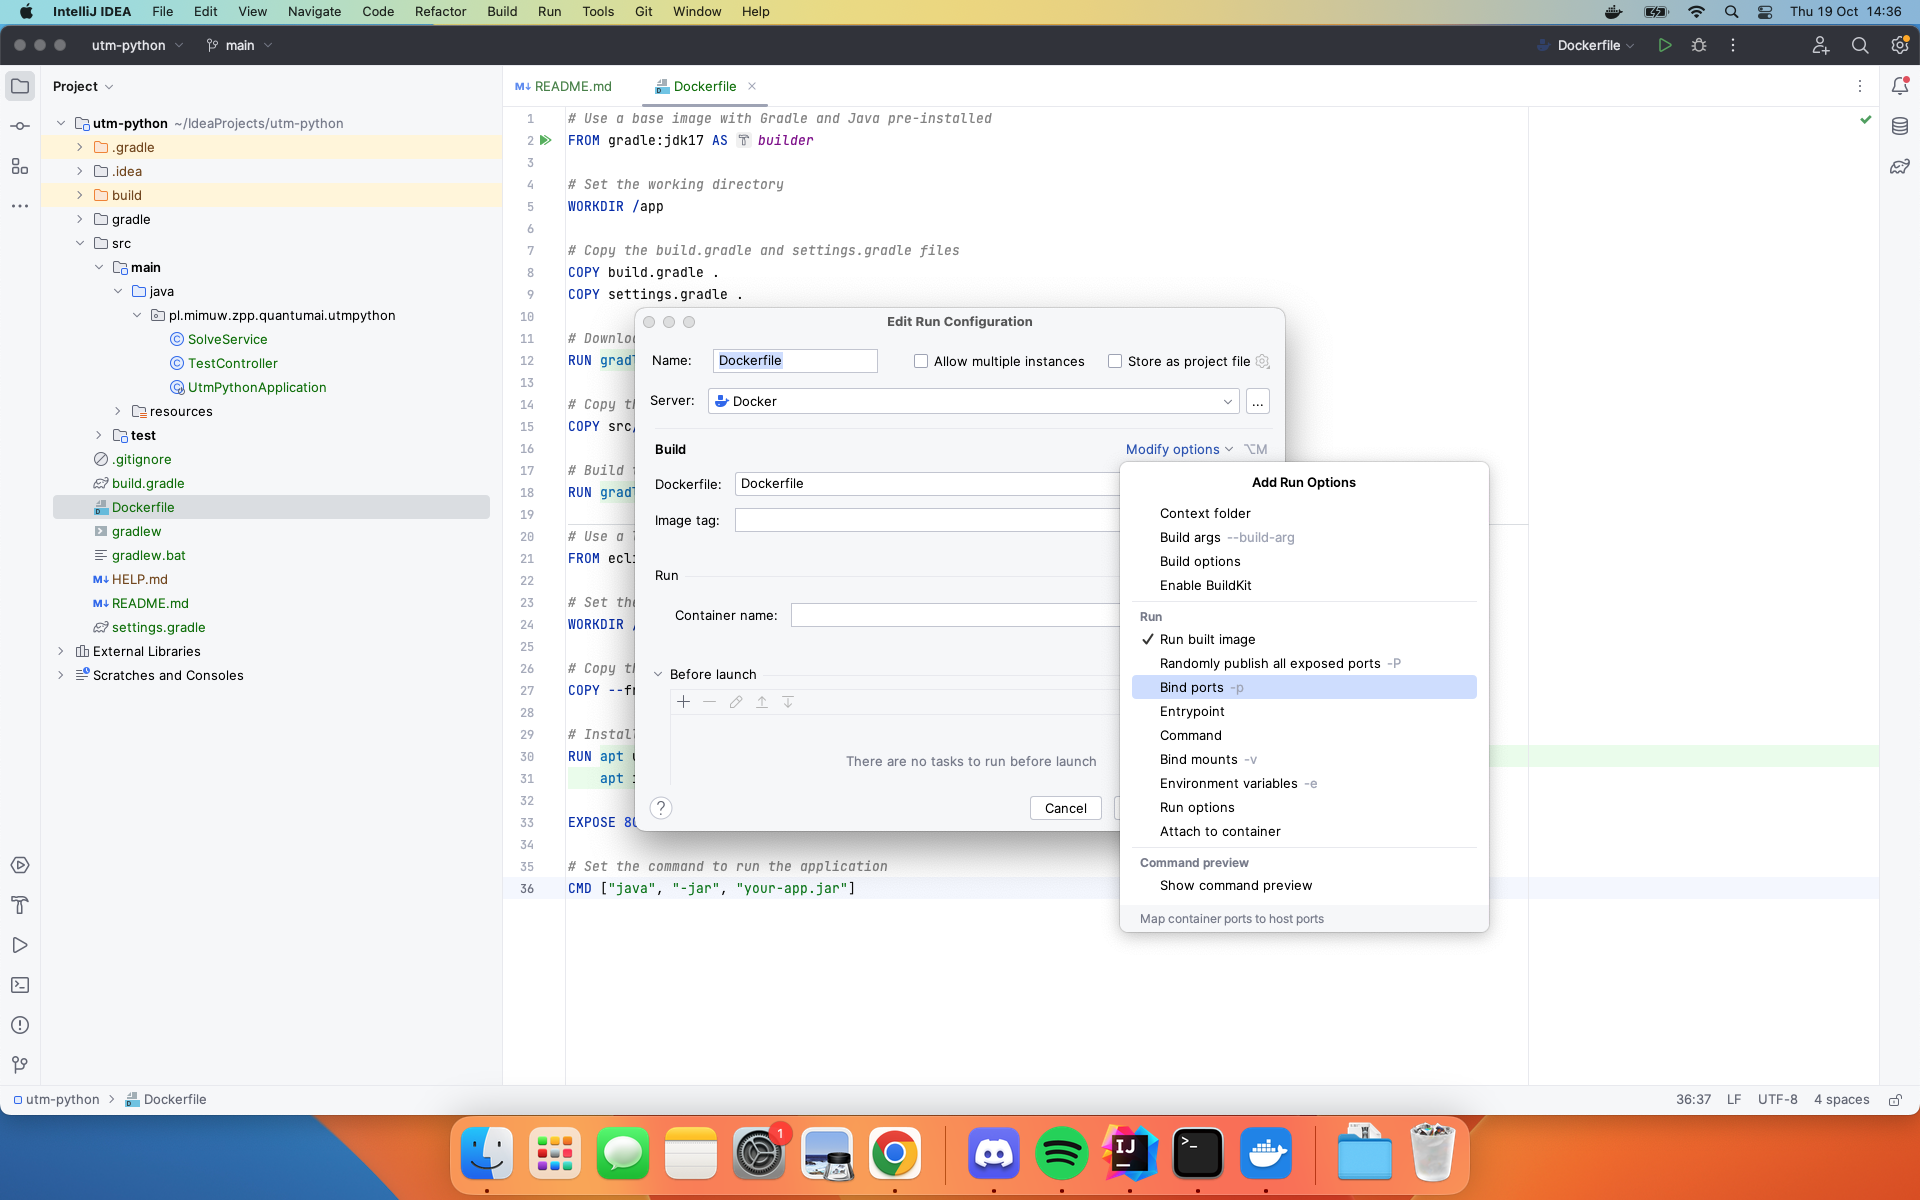 IntelliJ IDEA File Edit View Navigate Code Refactor Build Run Tools Git Window Help Thu 19 Oct 14:36
utm-python main Dockerfile
Project
README.md Dockerfile
utm-python ~/IdeaProjects/utm-python
.gradle
.idea
build
gradle
src
main
java
pl.mimuw.zpp.quantumai.utmpython
SolveService
TestController
UtmPythonApplication
resources
test
.gitignore
build.gradle
Dockerfile
gradlew
gradlew.bat
HELP.md
README.md
settings.gradle
External Libraries
Scratches and Consoles
1 # Use a base image with Gradle and Java pre-installed
2 FROM gradle:jdk17 AS builder
3
4 # Set the working directory
5 WORKDIR /app
6
7 # Copy the build.gradle and settings.gradle files
8 COPY build.gradle .
9 COPY settings.gradle .
10
11 #
12 RUN
13
14 # Copy
15 COPY
16
17 # Build
18 RUN
19
20 # Use a
21 FROM
22
23 # Set
24 WORKDIR
25
26 # Copy
27 COPY
28
29 #
30 RUN apt
31 apt
32
33 EXPOSE
34
35 # Set the command to run the application
36 CMD ["java", "-jar", "your-app.jar"]
Edit Run Configuration
Name: Dockerfile Allow multiple instances Store as project file
Server: Docker ...
Build Modify options ⌥M
Dockerfile: Dockerfile
Image tag:
Run
Container name:
Before launch
There are no tasks to run before launch
? Cancel
Add Run Options
Context folder
Build args --build-arg
Build options
Enable BuildKit
Run
Run built image
Randomly publish all exposed ports -P
Bind ports -p
Entrypoint
Command
Bind mounts -v
Environment variables -e
Run options
Attach to container
Command preview
Show command preview
Map container ports to host ports
utm-python Dockerfile 36:37 LF UTF-8 4 spaces
1
IJ